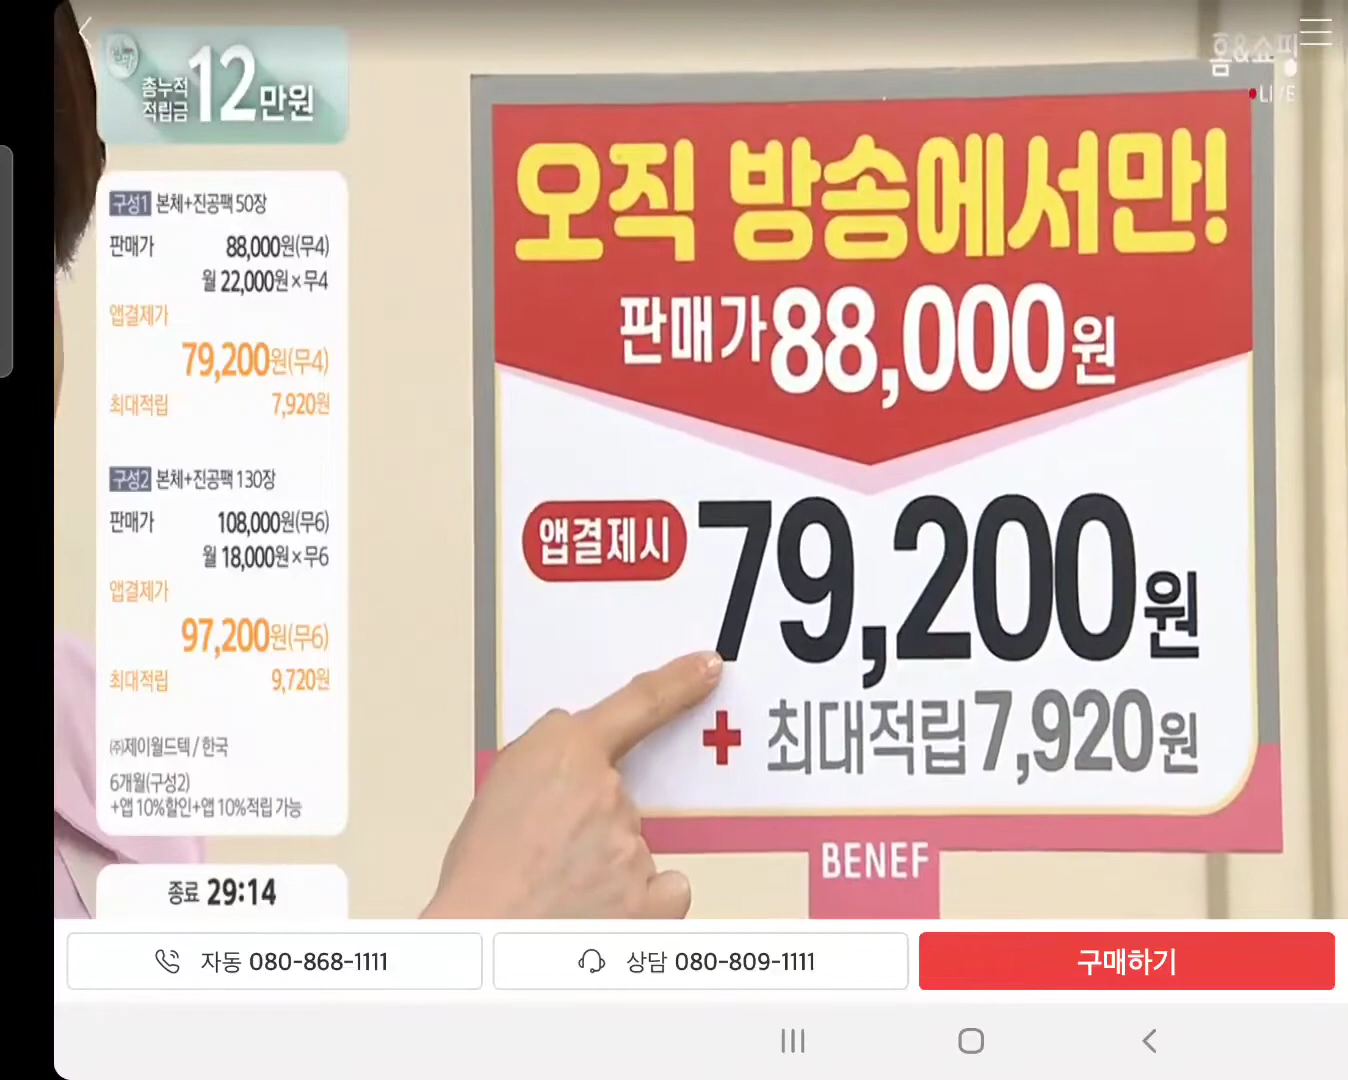 총누적
적립금 12만원
구성1 본체+진공팩 50장
판매가 88,000원(무4)
월 22,000원×무4
앱결제가
79,200원(무4)
최대적립 7,920원
구성2 본체+진공팩 130장
판매가 108,000원(무6)
월 18,000원×무6
앱결제가
97,200원(무6)
최대적립 9,720원
㈜제이월드텍 / 한국
6개월(구성2)
+앱 10%할인+앱 10%적립 가능
종료 29:14
홈&쇼핑
LIVE
오직 방송에서만!
판매가 88,000원
앱결제시 79,200원
+ 최대적립 7,920원
BENEF
자동 080-868-1111
상담 080-809-1111
구매하기